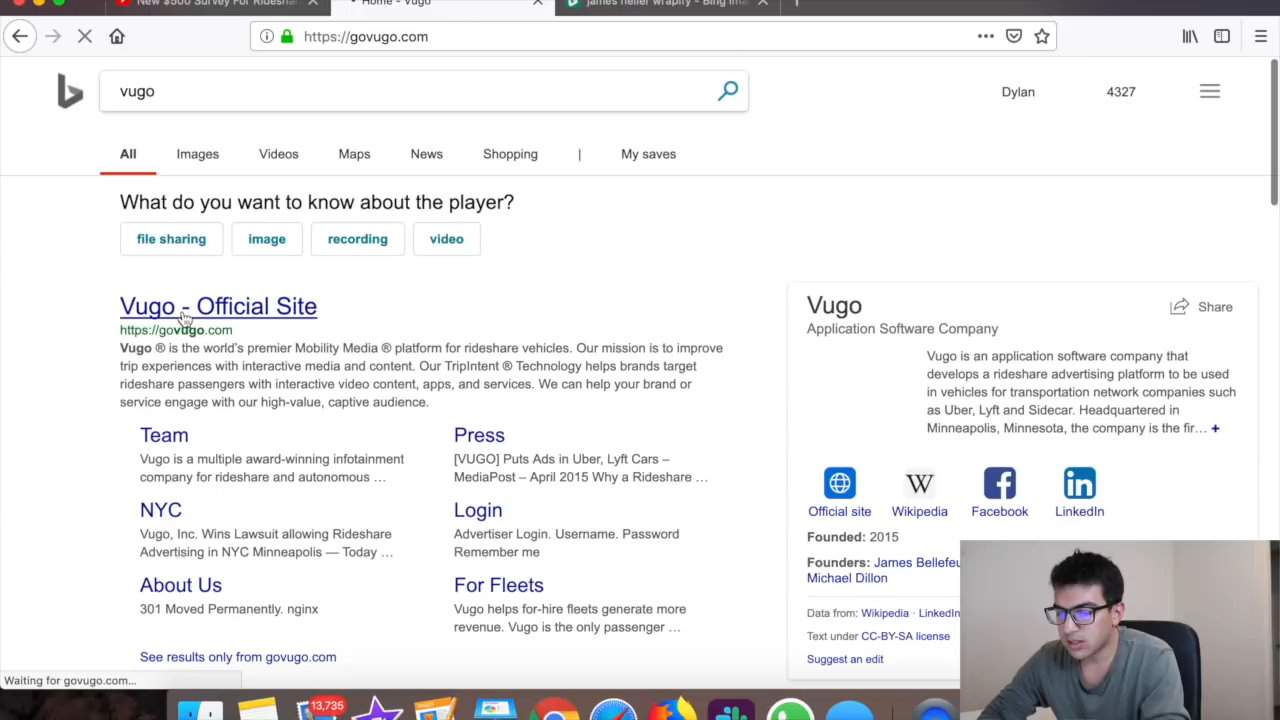 New $500 Survey For Rideshar
Home - Vugo
james heller wrapify - Bing Ima
https://govugo.com
vugo
Dylan
4327
All
Images
Videos
Maps
News
Shopping
|
My saves
What do you want to know about the player?
file sharing
image
recording
video
Vugo - Official Site
https://govugo.com
Vugo ® is the world's premier Mobility Media ® platform for rideshare vehicles. Our mission is to improve
trip experiences with interactive media and content. Our TripIntent ® Technology helps brands target
rideshare passengers with interactive video content, apps, and services. We can help your brand or
service engage with our high-value, captive audience.
Team
Vugo is a multiple award-winning infotainment
company for rideshare and autonomous ...
Press
[VUGO] Puts Ads in Uber, Lyft Cars –
MediaPost – April 2015 Why a Rideshare ...
NYC
Vugo, Inc. Wins Lawsuit allowing Rideshare
Advertising in NYC Minneapolis — Today ...
Login
Advertiser Login. Username. Password
Remember me
About Us
301 Moved Permanently. nginx
For Fleets
Vugo helps for-hire fleets generate more
revenue. Vugo is the only passenger ...
See results only from govugo.com
Vugo
Share
Application Software Company
Vugo is an application software company that
develops a rideshare advertising platform to be used
in vehicles for transportation network companies such
as Uber, Lyft and Sidecar. Headquartered in
Minneapolis, Minnesota, the company is the fir... +
Official site
W
Wikipedia
f
Facebook
in
LinkedIn
Founded: 2015
Founders: James Bellefeu
Michael Dillon
Data from: Wikipedia · LinkedIn
Text under CC-BY-SA license
Suggest an edit
Waiting for govugo.com...
13,735